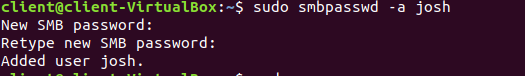 client@client-VirtualBox:~$ sudo smbpasswd -a josh
New SMB password:
Retype new SMB password:
Added user josh.